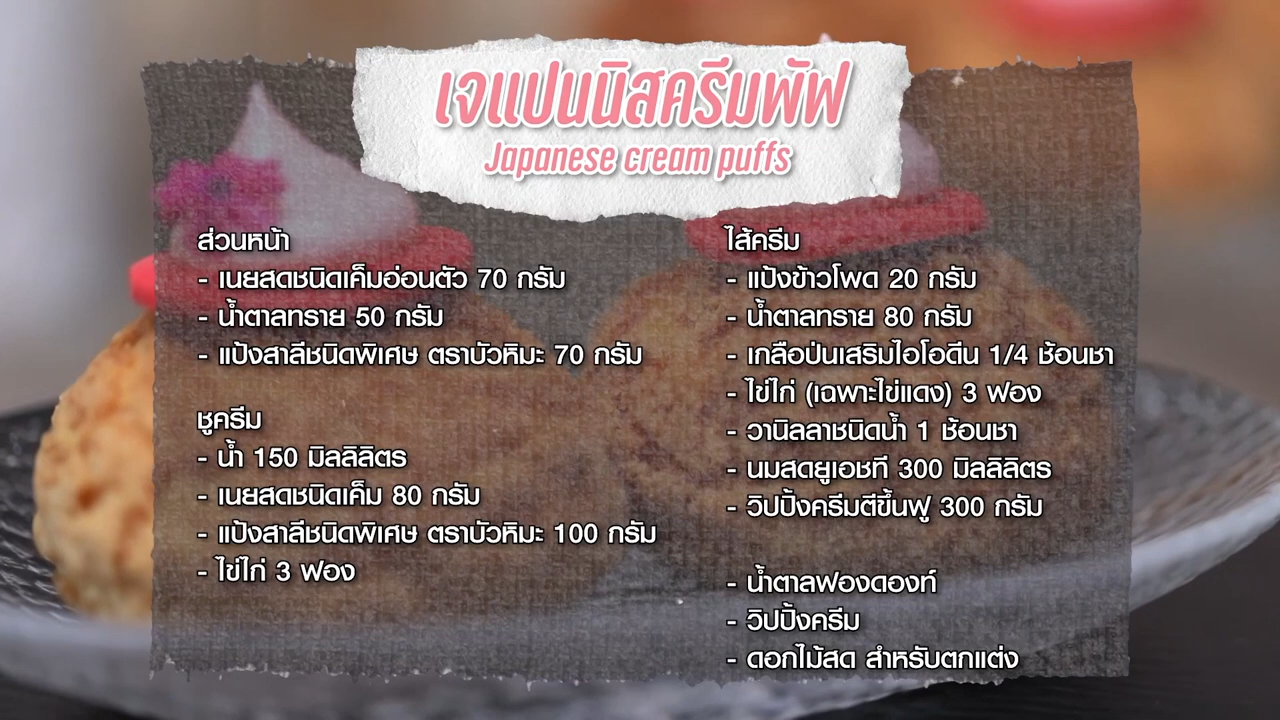 เจแปนนิสครีมพัฟ
Japanese cream puffs
ส่วนหน้า
- เนยสดชนิดเค็มอ่อนตัว 70 กรัม
- น้ำตาลทราย 50 กรัม
- แป้งสาลีชนิดพิเศษ ตราบัวหิมะ 70 กรัม
ชูครีม
- น้ำ 150 มิลลิลิตร
- เนยสดชนิดเค็ม 80 กรัม
- แป้งสาลีชนิดพิเศษ ตราบัวหิมะ 100 กรัม
- ไข่ไก่ 3 ฟอง
ไส้ครีม
- แป้งข้าวโพด 20 กรัม
- น้ำตาลทราย 80 กรัม
- เกลือป่นเสริมไอโอดีน 1/4 ช้อนชา
- ไข่ไก่ (เฉพาะไข่แดง) 3 ฟอง
- วานิลลาชนิดน้ำ 1 ช้อนชา
- นมสดยูเอชที 300 มิลลิลิตร
- วิปปิ้งครีมตีขึ้นฟู 300 กรัม
- น้ำตาลฟองดองท์
- วิปปิ้งครีม
- ดอกไม้สด สำหรับตกแต่ง